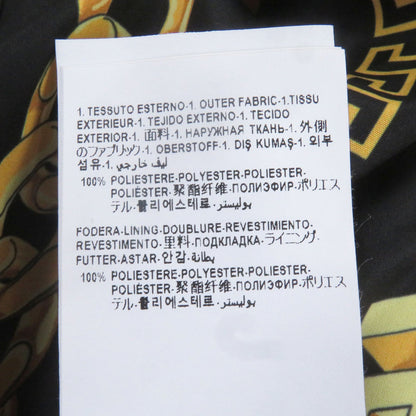 1. TESSUTO ESTERNO-1. OUTER FABRIC-1.TISSU
EXTERIEUR-1. TEJIDO EXTERNO-1. TECIDO
EXTERIOR-1. 面料-1. НАРУЖНАЯ ТКАНЬ-1. 外側
のファブリック-1. OBERSTOFF-1. DIŞ KUMAŞ-1. 외부
섬유-1. ليف خارجي
100% POLIESTERE-POLYESTER-POLIESTER-
POLIÉSTER-聚酯纤维-ПОЛИЭФИР-ポリエス
テル-폴리에스테르-بوليستر
FODERA-LINING-DOUBLURE-REVESTIMIENTO-
REVESTIMENTO-里料-ПОДКЛАДКА-ライニング-
FUTTER-ASTAR-안감-بطانة
100% POLIESTERE-POLYESTER-POLIESTER-
POLIÉSTER-聚酯纤维-ПОЛИЭФИР-ポリエス
テル-폴리에스테르-بوليستر